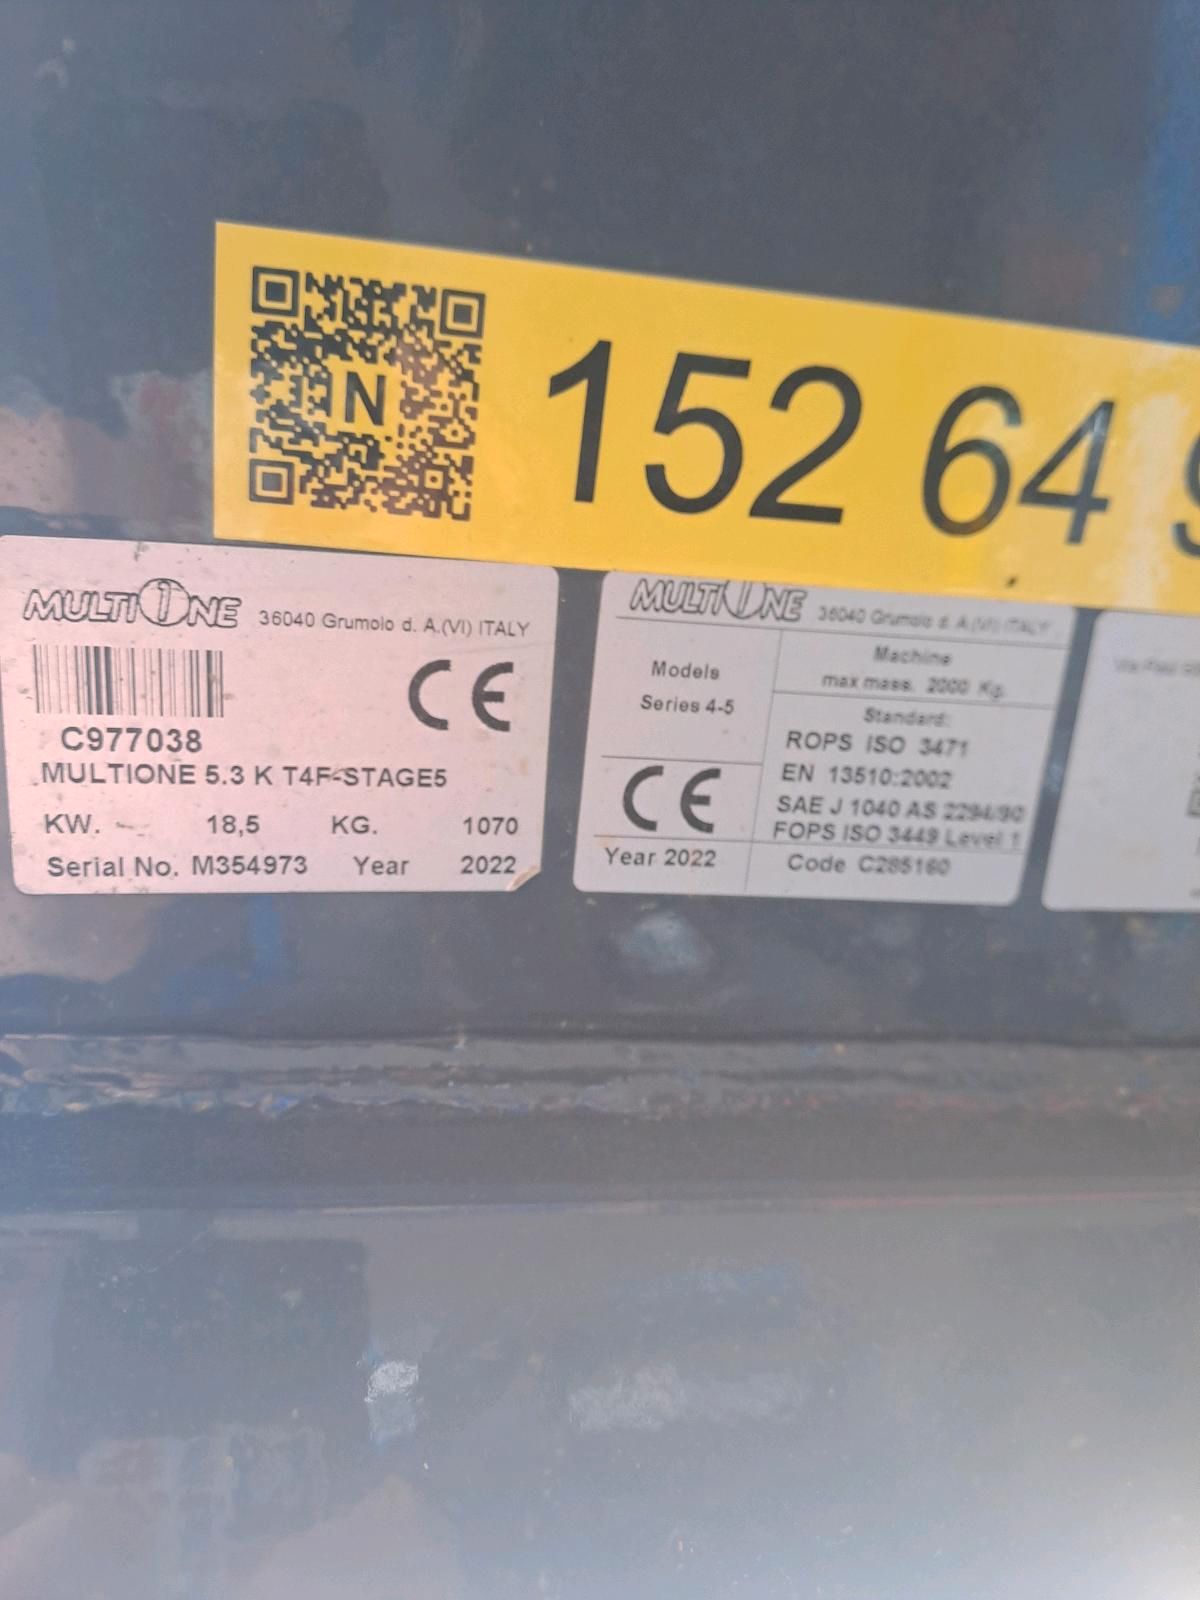 N
152 64 9
MULTIONE 36040 Grumolo d. A.(VI) ITALY
CE
C977038
MULTIONE 5.3 K T4F-STAGE5
KW. 18,5 KG. 1070
Serial No. M354973 Year 2022
MULTIONE 36040 Grumolo d. A.(VI) ITALY
Models
Series 4-5
Machine
max mass. 2000 Kg.
Standard:
ROPS ISO 3471
EN 13510:2002
SAE J 1040 AS 2294/90
FOPS ISO 3449 Level 1
CE
Year 2022
Code C285160